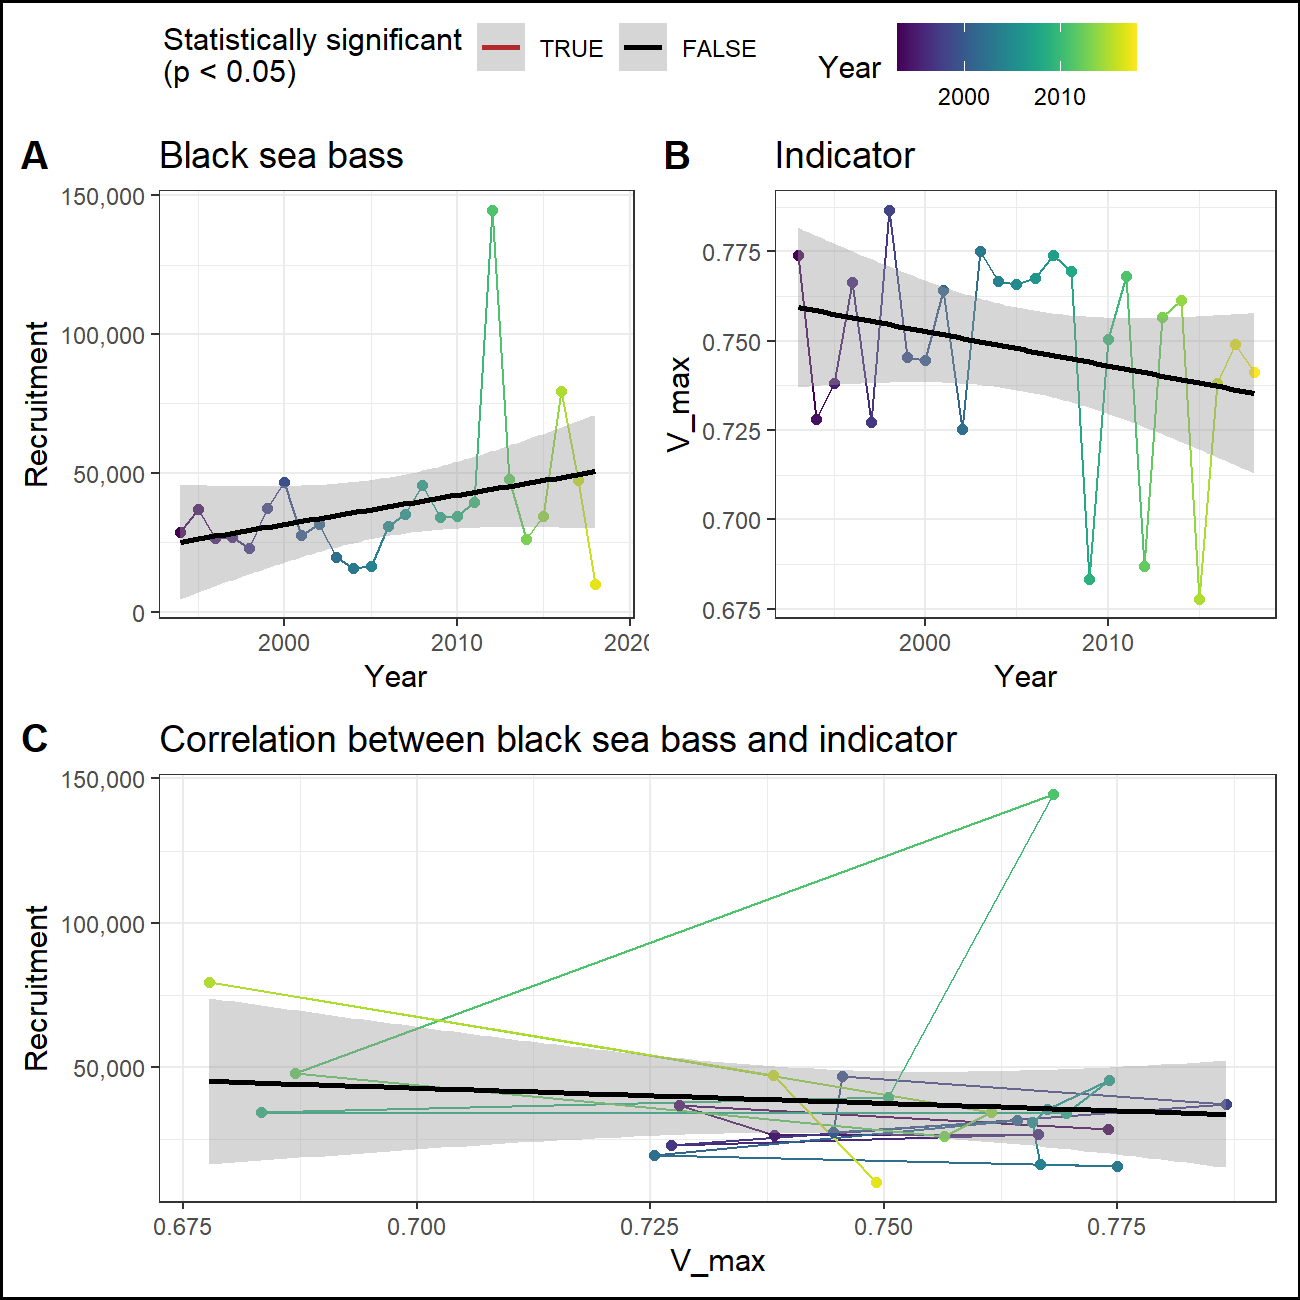 Statistically significant
(p < 0.05)
TRUE
FALSE
Year
2000
2010
A
Black sea bass
150,000
100,000
50,000
0
Recruitment
2000
2010
202
Year
B
Indicator
0.775
0.750
0.725
0.700
0.675
V_max
2000
2010
Year
C
Correlation between black sea bass and indicator
150,000
100,000
50,000
Recruitment
0.675
0.700
0.725
0.750
0.775
V_max